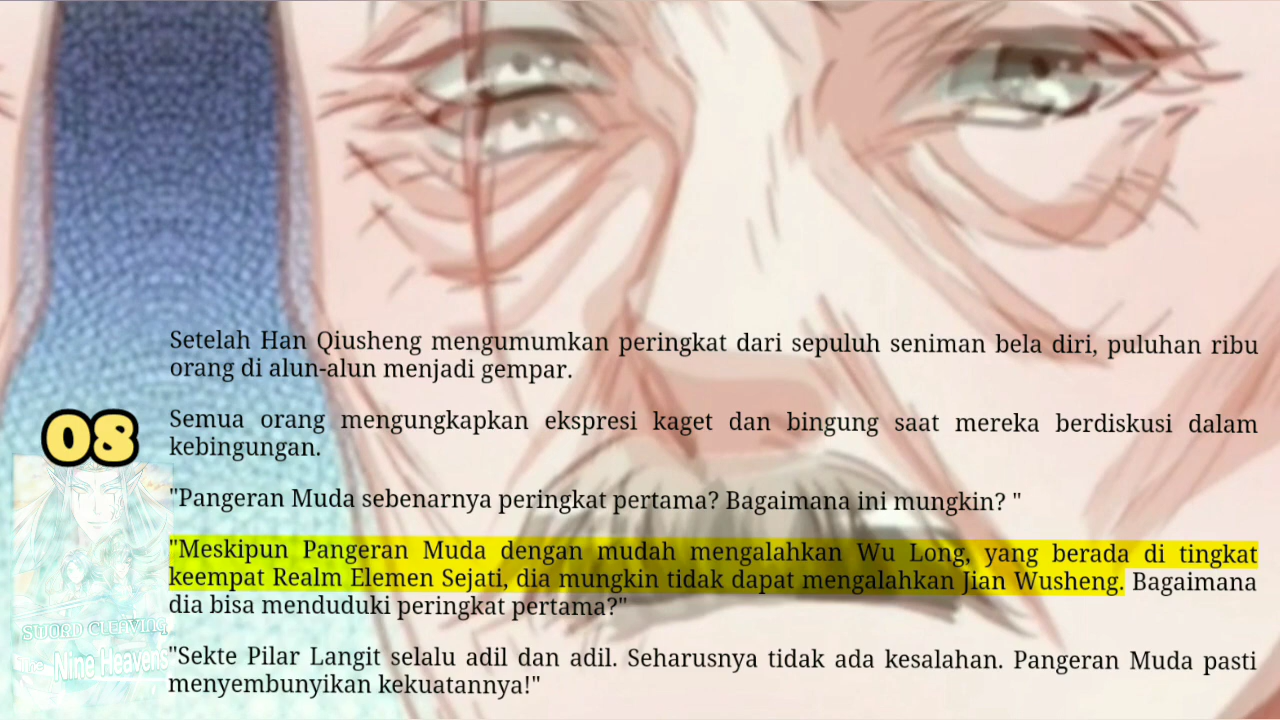 Setelah Han Qiusheng mengumumkan peringkat dari sepuluh seniman bela diri, puluhan ribu
orang di alun-alun menjadi gempar.
Semua orang mengungkapkan ekspresi kaget dan bingung saat mereka berdiskusi dalam
kebingungan.
"Pangeran Muda sebenarnya peringkat pertama? Bagaimana ini mungkin? "
"Meskipun Pangeran Muda dengan mudah mengalahkan Wu Long, yang berada di tingkat
keempat Realm Elemen Sejati, dia mungkin tidak dapat mengalahkan Jian Wusheng. Bagaimana
dia bisa menduduki peringkat pertama?"
"Sekte Pilar Langit selalu adil dan adil. Seharusnya tidak ada kesalahan. Pangeran Muda pasti
menyembunyikan kekuatannya!"
08
SWORD CLEAVING
The Nine Heavens